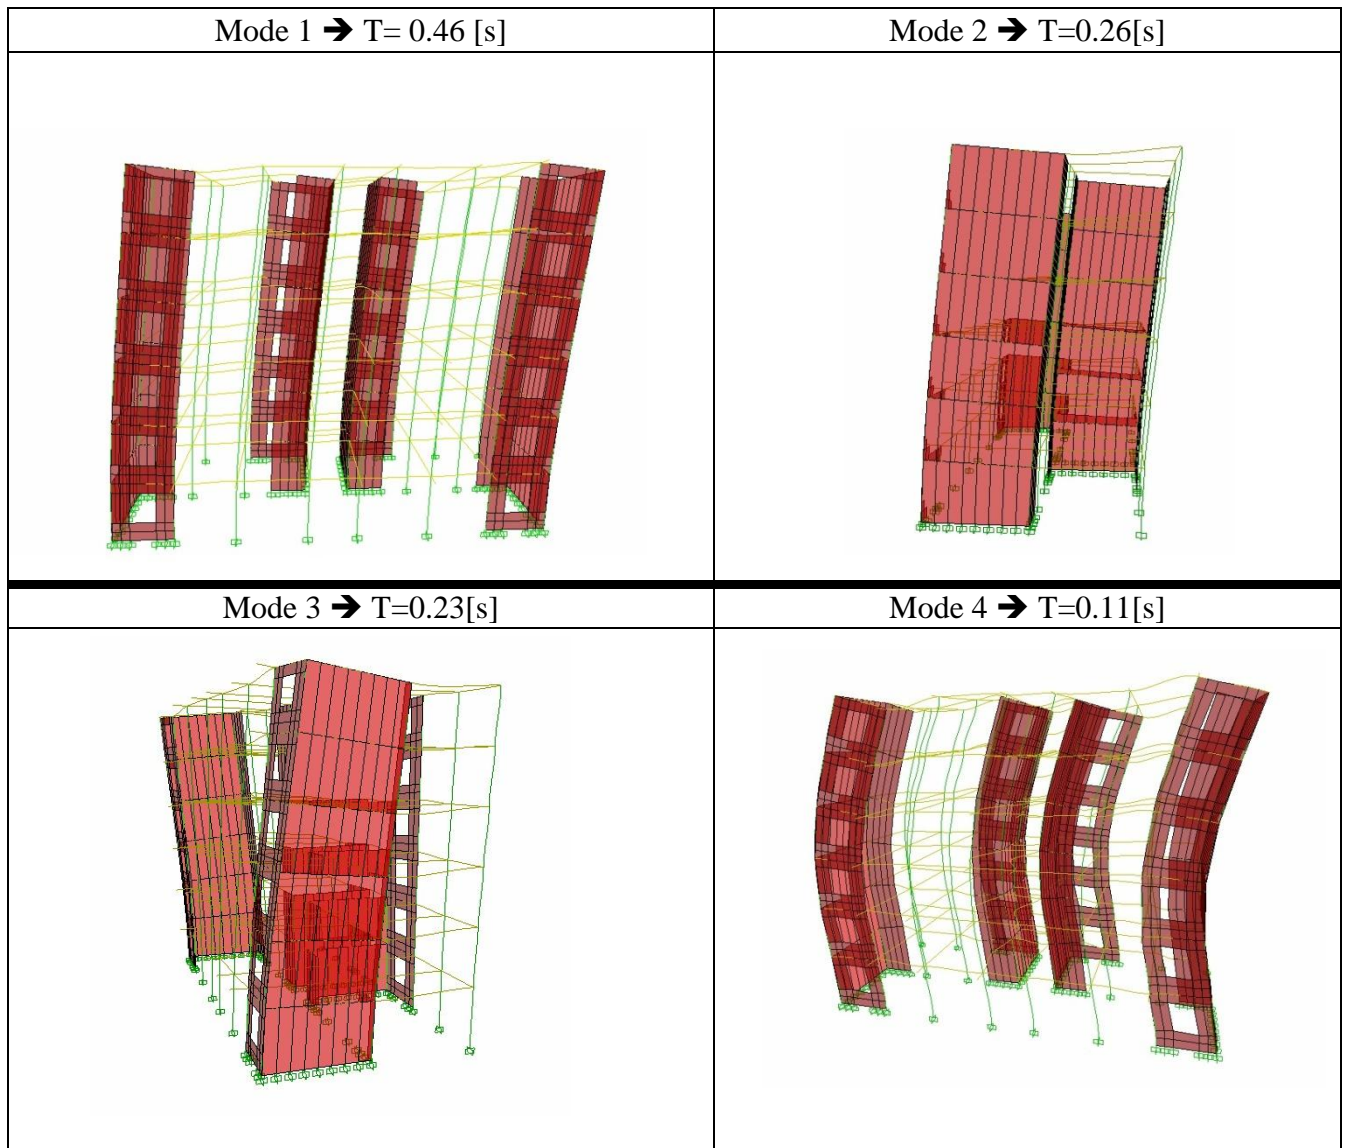 Mode 1 ➔ T= 0.46 [s]
Mode 2 ➔ T=0.26[s]
Mode 3 ➔ T=0.23[s]
Mode 4 ➔ T=0.11[s]